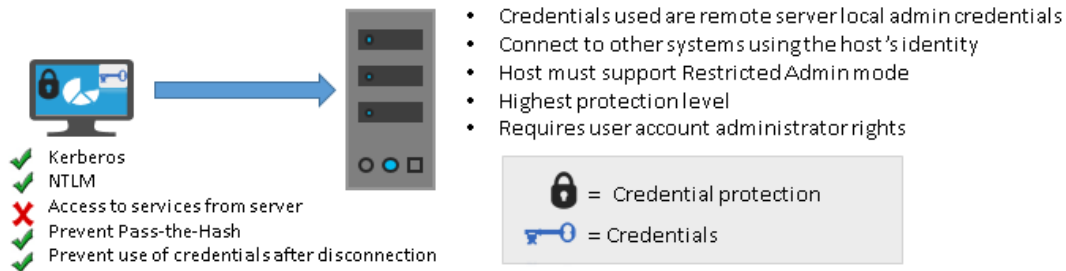 • Credentials used are remote server local admin credentials
• Connect to other systems using the host's identity
• Host must support Restricted Admin mode
• Highest protection level
• Requires user account administrator rights
Kerberos
NTLM
Access to services from server
Prevent Pass-the-Hash
Prevent use of credentials after disconnection
= Credential protection
= Credentials